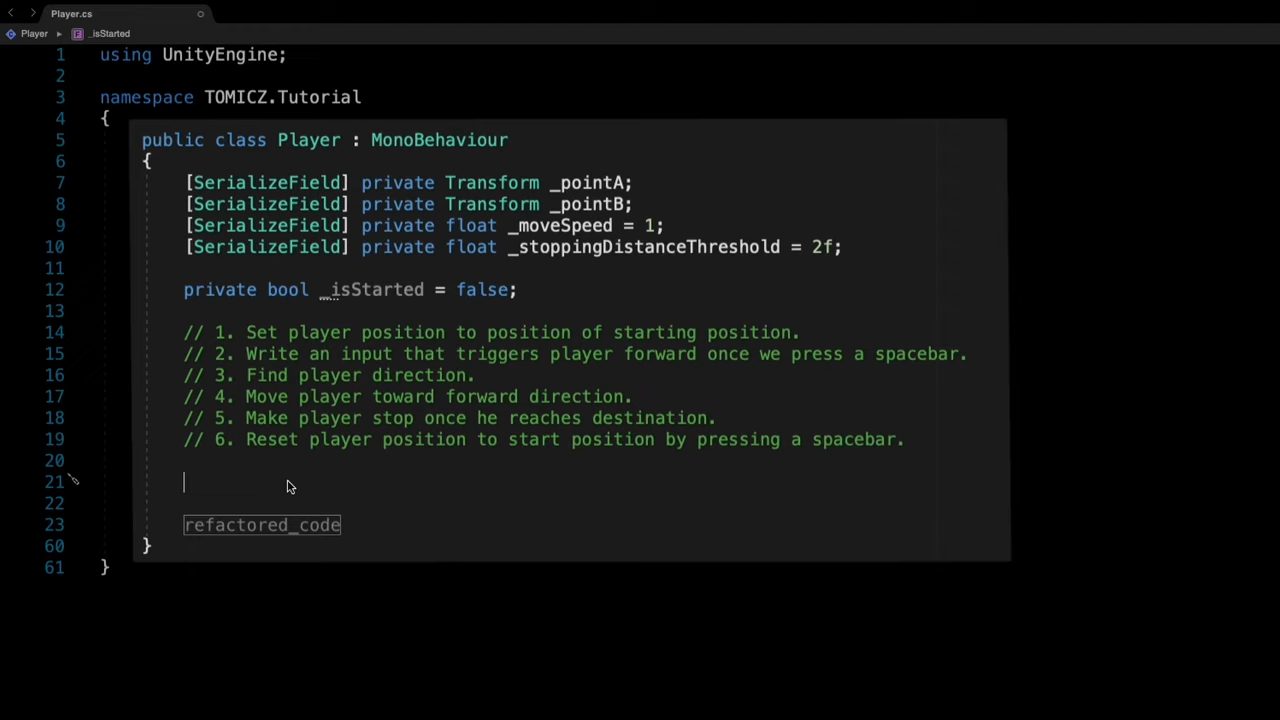 Player.cs
Player ▸ _isStarted
1 using UnityEngine;
2
3 namespace TOMICZ.Tutorial
4 {
5 public class Player : MonoBehaviour
6 {
7 [SerializeField] private Transform _pointA;
8 [SerializeField] private Transform _pointB;
9 [SerializeField] private float _moveSpeed = 1;
10 [SerializeField] private float _stoppingDistanceThreshold = 2f;
11
12 private bool _isStarted = false;
13
14 // 1. Set player position to position of starting position.
15 // 2. Write an input that triggers player forward once we press a spacebar.
16 // 3. Find player direction.
17 // 4. Move player toward forward direction.
18 // 5. Make player stop once he reaches destination.
19 // 6. Reset player position to start position by pressing a spacebar.
20
21
22
23 refactored_code
60 }
61 }